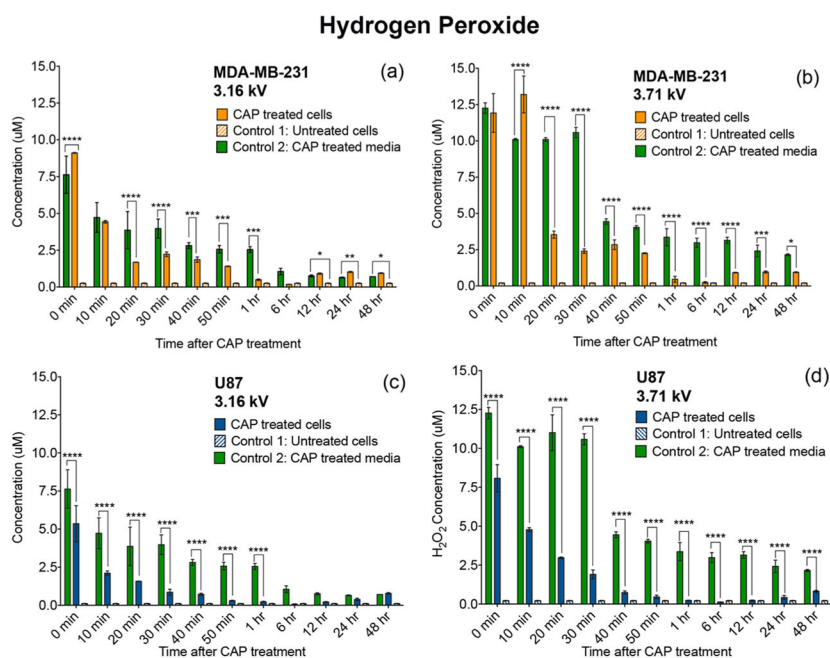 Hydrogen Peroxide
(a)
MDA-MB-231
3.16 kV
CAP treated cells
Control 1: Untreated cells
Control 2: CAP treated media
Concentration (uM)
15.0
12.5
10.0
7.5
5.0
2.5
0.0
****
****
****
***
***
***
*
**
*
0 min
10 min
20 min
30 min
40 min
50 min
1 hr
6 hr
12 hr
24 hr
48 hr
Time after CAP treatment
(b)
MDA-MB-231
3.71 kV
CAP treated cells
Control 1: Untreated cells
Control 2: CAP treated media
Concentration (uM)
15.0
12.5
10.0
7.5
5.0
2.5
0.0
****
****
****
****
****
****
****
****
***
*
0 min
10 min
20 min
30 min
40 min
50 min
1 hr
6 hr
12 hr
24 hr
48 hr
Time after CAP treatment
(c)
U87
3.16 kV
CAP treated cells
Control 1: Untreated cells
Control 2: CAP treated media
Concentration (uM)
15.0
12.5
10.0
7.5
5.0
2.5
0.0
****
****
****
****
****
****
****
0 min
10 min
20 min
30 min
40 min
50 min
1 hr
6 hr
12 hr
24 hr
48 hr
Time after CAP treatment
(d)
U87
3.71 kV
CAP treated cells
Control 1: Untreated cells
Control 2: CAP treated media
H₂O₂ Concentration (uM)
15.0
12.5
10.0
7.5
5.0
2.5
0.0
****
****
****
****
****
****
****
****
****
****
****
0 min
10 min
20 min
30 min
40 min
50 min
1 hr
6 hr
12 hr
24 hr
48 hr
Time after CAP treatment